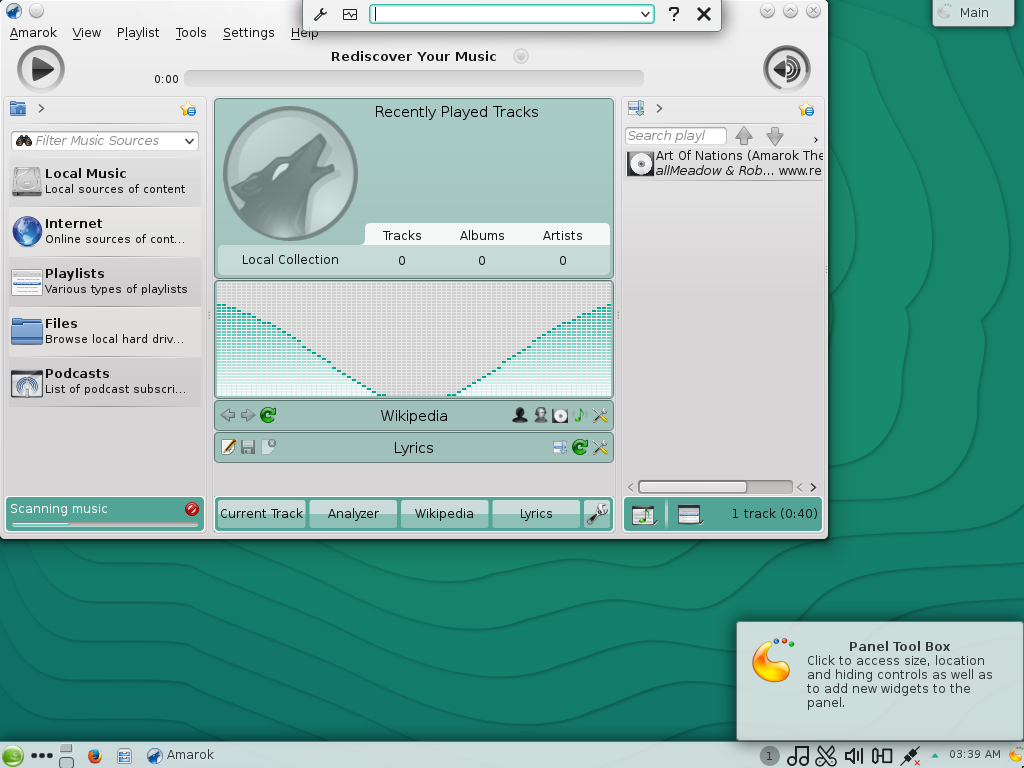 Main
Amarok View Playlist Tools Settings Help
Rediscover Your Music
0:00
Filter Music Sources
Local Music
Local sources of content
Internet
Online sources of cont...
Playlists
Various types of playlists
Files
Browse local hard driv...
Podcasts
List of podcast subscri...
Scanning music
Recently Played Tracks
Tracks Albums Artists
Local Collection 0 0 0
Wikipedia
Lyrics
Current Track Analyzer Wikipedia Lyrics
Search playl
Art Of Nations (Amarok The
allMeadow & Rob... www.re
1 track (0:40)
Panel Tool Box
Click to access size, location
and hiding controls as well as
to add new widgets to the
panel.
Amarok
1
03:39 AM